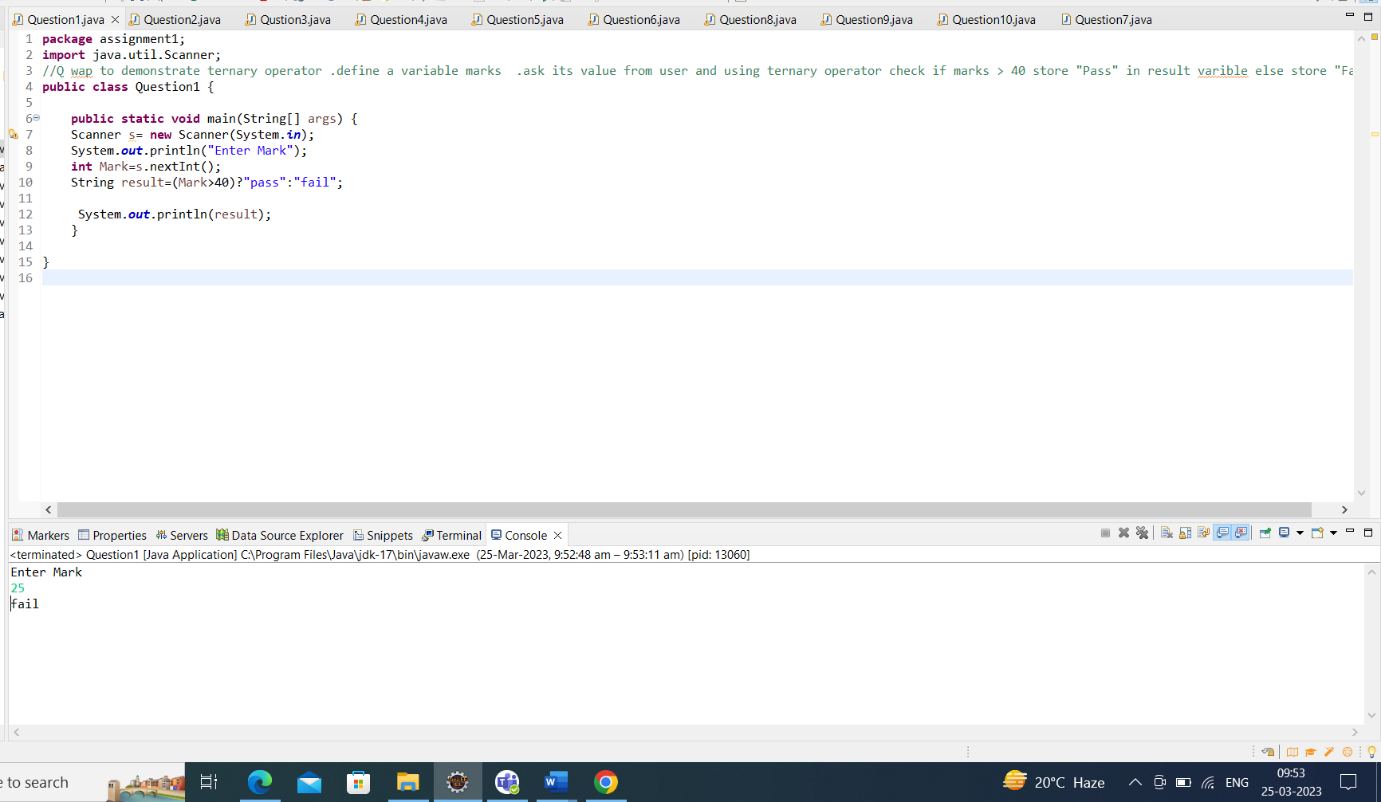 Question1.java Question2.java Qustion3.java Question4.java Question5.java Question6.java Question8.java Question9.java Question10.java Question7.java
1 package assignment1;
2 import java.util.Scanner;
3 //Q wap to demonstrate ternary operator .define a variable marks  .ask its value from user and using ternary operator check if marks > 40 store "Pass" in result varible else store "Fa
4 public class Question1 {
5
6 public static void main(String[] args) {
7 Scanner s= new Scanner(System.in);
8 System.out.println("Enter Mark");
9 int Mark=s.nextInt();
10 String result=(Mark>40)?"pass":"fail";
11
12 System.out.println(result);
13 }
14
15 }
16
Markers Properties Servers Data Source Explorer Snippets Terminal Console
<terminated> Question1 [Java Application] C:\Program Files\Java\jdk-17\bin\javaw.exe (25-Mar-2023, 9:52:48 am – 9:53:11 am) [pid: 13060]
Enter Mark
25
fail
e to search
20°C Haze
ENG
09:53
25-03-2023